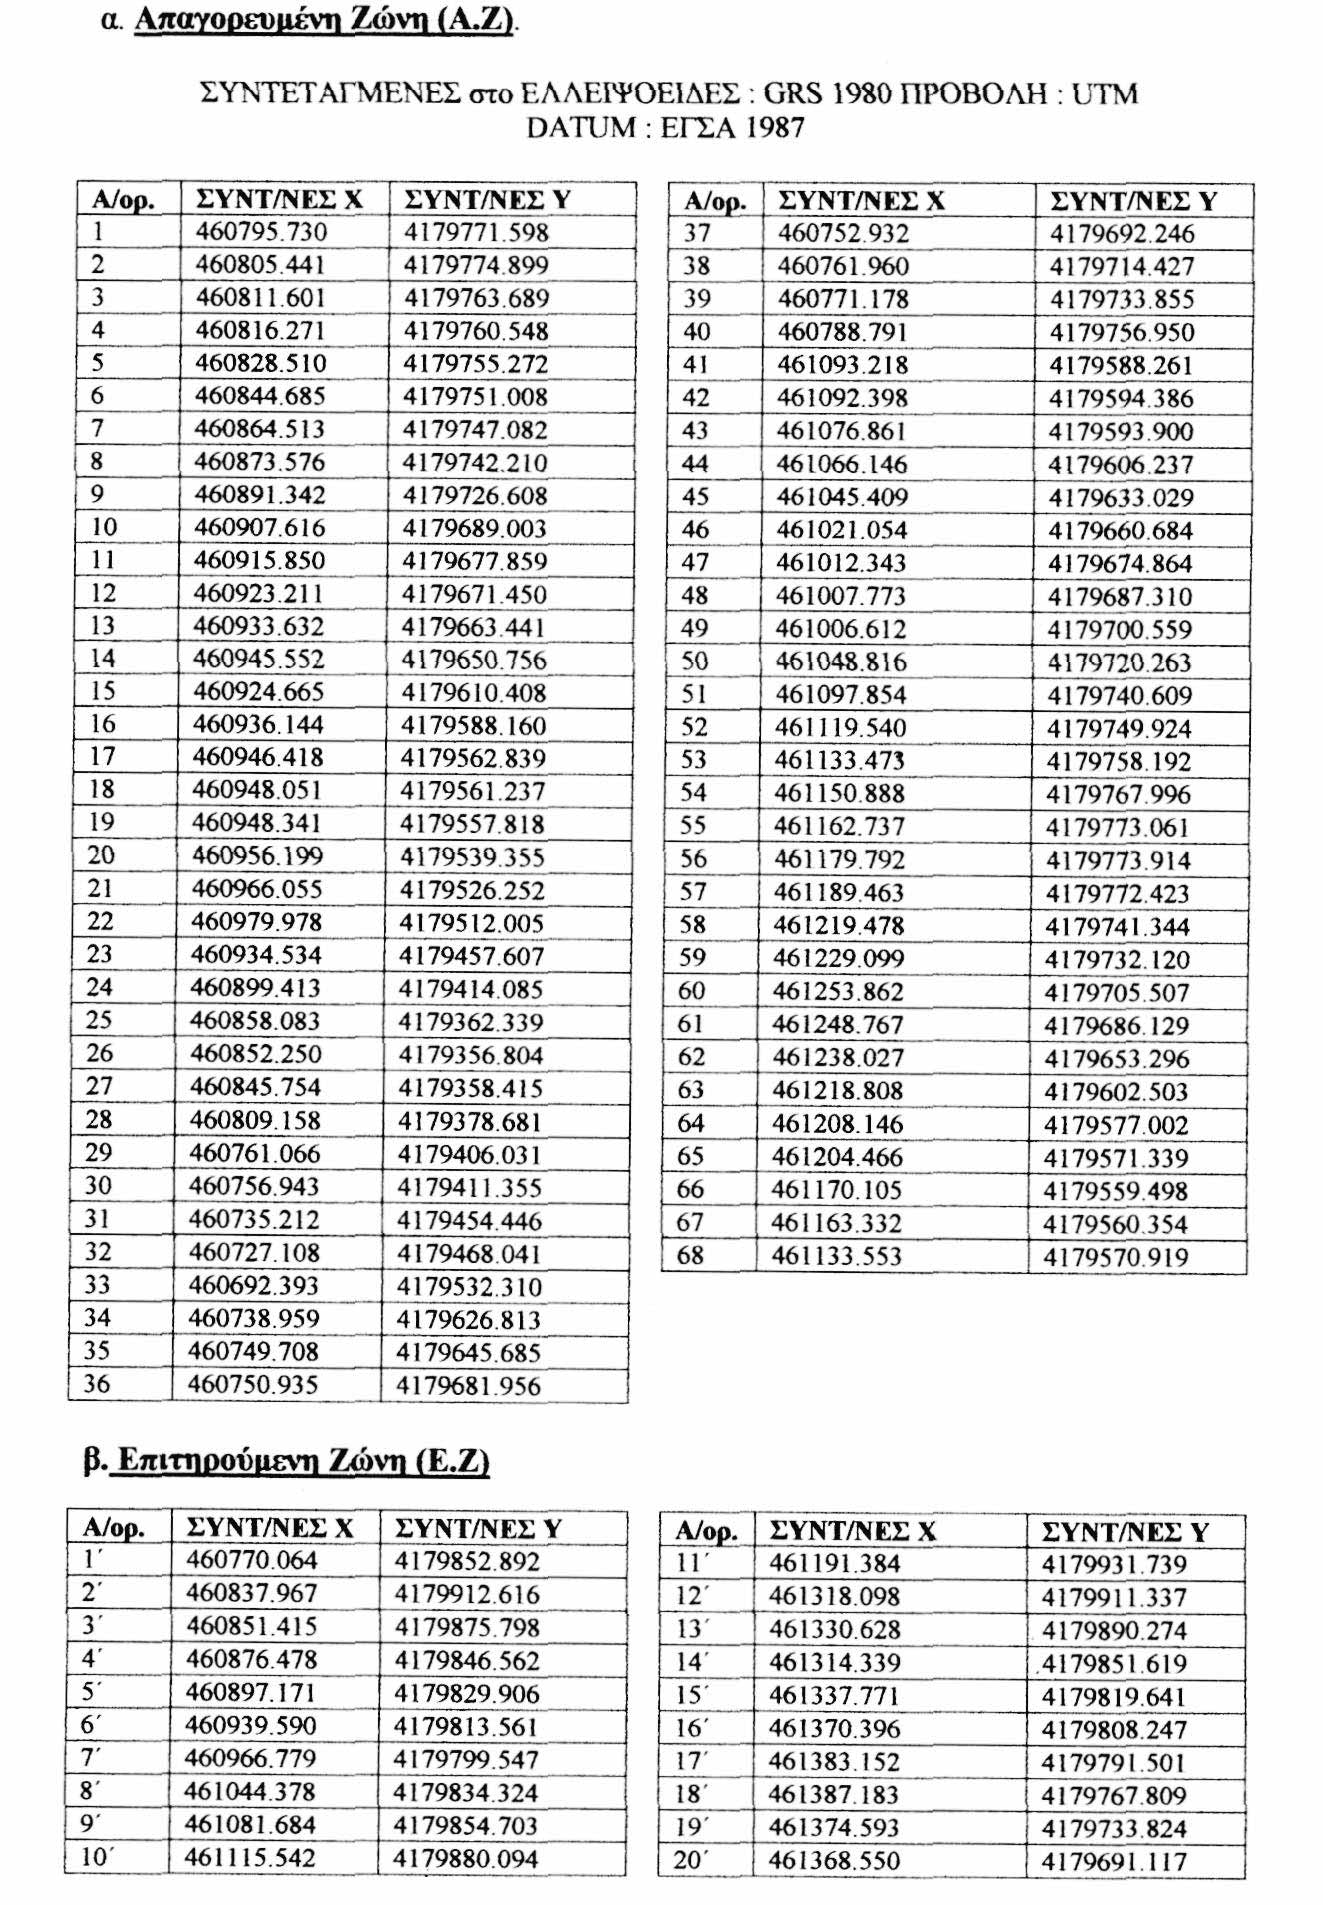 α. Απαγορευμένη Ζώνη (Α.Ζ).
ΣΥΝΤΕΤΑΓΜΕΝΕΣ στο ΕΛΛΕΙΨΟΕΙΔΕΣ : GRS 1980 ΠΡΟΒΟΛΗ : UTM
DATUM : ΕΓΣΑ 1987
Α/ορ. ΣΥΝΤ/ΝΕΣ Χ ΣΥΝΤ/ΝΕΣ Υ
1 460795.730 4179771.598
2 460805.441 4179774.899
3 460811.601 4179763.689
4 460816.271 4179760.548
5 460828.510 4179755.272
6 460844.685 4179751.008
7 460864.513 4179747.082
8 460873.576 4179742.210
9 460891.342 4179726.608
10 460907.616 4179689.003
11 460915.850 4179677.859
12 460923.211 4179671.450
13 460933.632 4179663.441
14 460945.552 4179650.756
15 460924.665 4179610.408
16 460936.144 4179588.160
17 460946.418 4179562.839
18 460948.051 4179561.237
19 460948.341 4179557.818
20 460956.199 4179539.355
21 460966.055 4179526.252
22 460979.978 4179512.005
23 460934.534 4179457.607
24 460899.413 4179414.085
25 460858.083 4179362.339
26 460852.250 4179356.804
27 460845.754 4179358.415
28 460809.158 4179378.681
29 460761.066 4179406.031
30 460756.943 4179411.355
31 460735.212 4179454.446
32 460727.108 4179468.041
33 460692.393 4179532.310
34 460738.959 4179626.813
35 460749.708 4179645.685
36 460750.935 4179681.956
Α/ορ. ΣΥΝΤ/ΝΕΣ Χ ΣΥΝΤ/ΝΕΣ Υ
37 460752.932 4179692.246
38 460761.960 4179714.427
39 460771.178 4179733.855
40 460788.791 4179756.950
41 461093.218 4179588.261
42 461092.398 4179594.386
43 461076.861 4179593.900
44 461066.146 4179606.237
45 461045.409 4179633.029
46 461021.054 4179660.684
47 461012.343 4179674.864
48 461007.773 4179687.310
49 461006.612 4179700.559
50 461048.816 4179720.263
51 461097.854 4179740.609
52 461119.540 4179749.924
53 461133.473 4179758.192
54 461150.888 4179767.996
55 461162.737 4179773.061
56 461179.792 4179773.914
57 461189.463 4179772.423
58 461219.478 4179741.344
59 461229.099 4179732.120
60 461253.862 4179705.507
61 461248.767 4179686.129
62 461238.027 4179653.296
63 461218.808 4179602.503
64 461208.146 4179577.002
65 461204.466 4179571.339
66 461170.105 4179559.498
67 461163.332 4179560.354
68 461133.553 4179570.919
β. Επιτηρούμενη Ζώνη (Ε.Ζ)
Α/ορ. ΣΥΝΤ/ΝΕΣ Χ ΣΥΝΤ/ΝΕΣ Υ
1΄ 460770.064 4179852.892
2΄ 460837.967 4179912.616
3΄ 460851.415 4179875.798
4΄ 460876.478 4179846.562
5΄ 460897.171 4179829.906
6΄ 460939.590 4179813.561
7΄ 460966.779 4179799.547
8΄ 461044.378 4179834.324
9΄ 461081.684 4179854.703
10΄ 461115.542 4179880.094
Α/ορ. ΣΥΝΤ/ΝΕΣ Χ ΣΥΝΤ/ΝΕΣ Υ
11΄ 461191.384 4179931.739
12΄ 461318.098 4179911.337
13΄ 461330.628 4179890.274
14΄ 461314.339 4179851.619
15΄ 461337.771 4179819.641
16΄ 461370.396 4179808.247
17΄ 461383.152 4179791.501
18΄ 461387.183 4179767.809
19΄ 461374.593 4179733.824
20΄ 461368.550 4179691.117